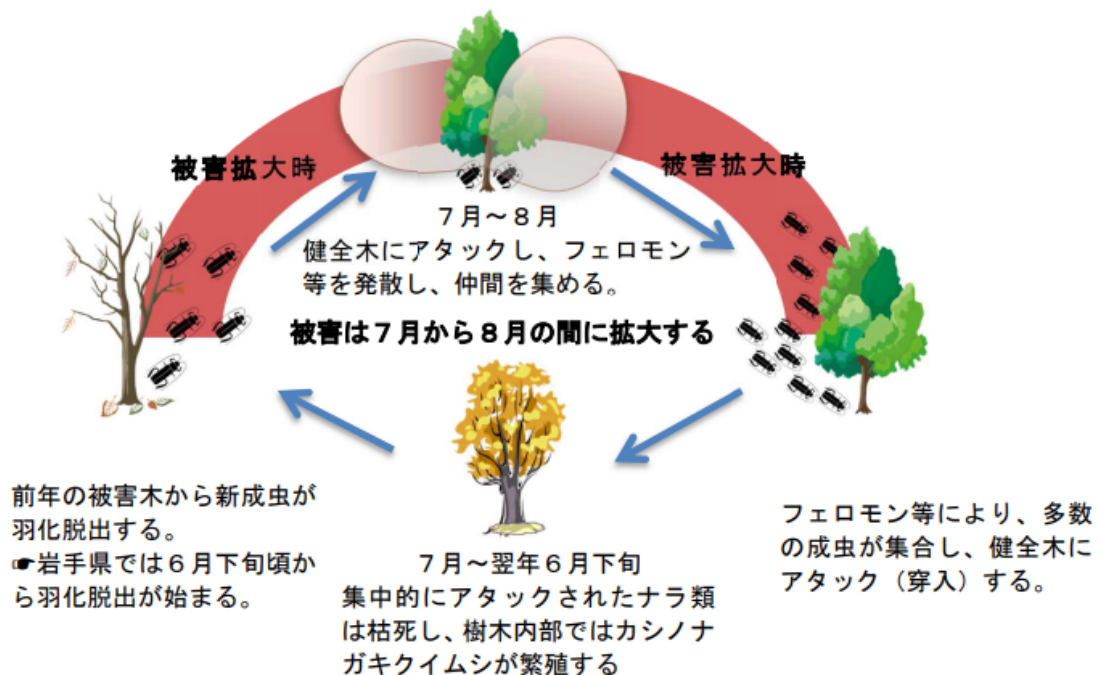 被害拡大時
被害拡大時
７月～８月
健全木にアタックし、フェロモン
等を発散し、仲間を集める。
被害は７月から８月の間に拡大する
前年の被害木から新成虫が
羽化脱出する。
☛岩手県では６月下旬頃か
ら羽化脱出が始まる。
７月～翌年６月下旬
集中的にアタックされたナラ類
は枯死し、樹木内部ではカシノナ
ガキクイムシが繁殖する
フェロモン等により、多数
の成虫が集合し、健全木に
アタック（穿入）する。